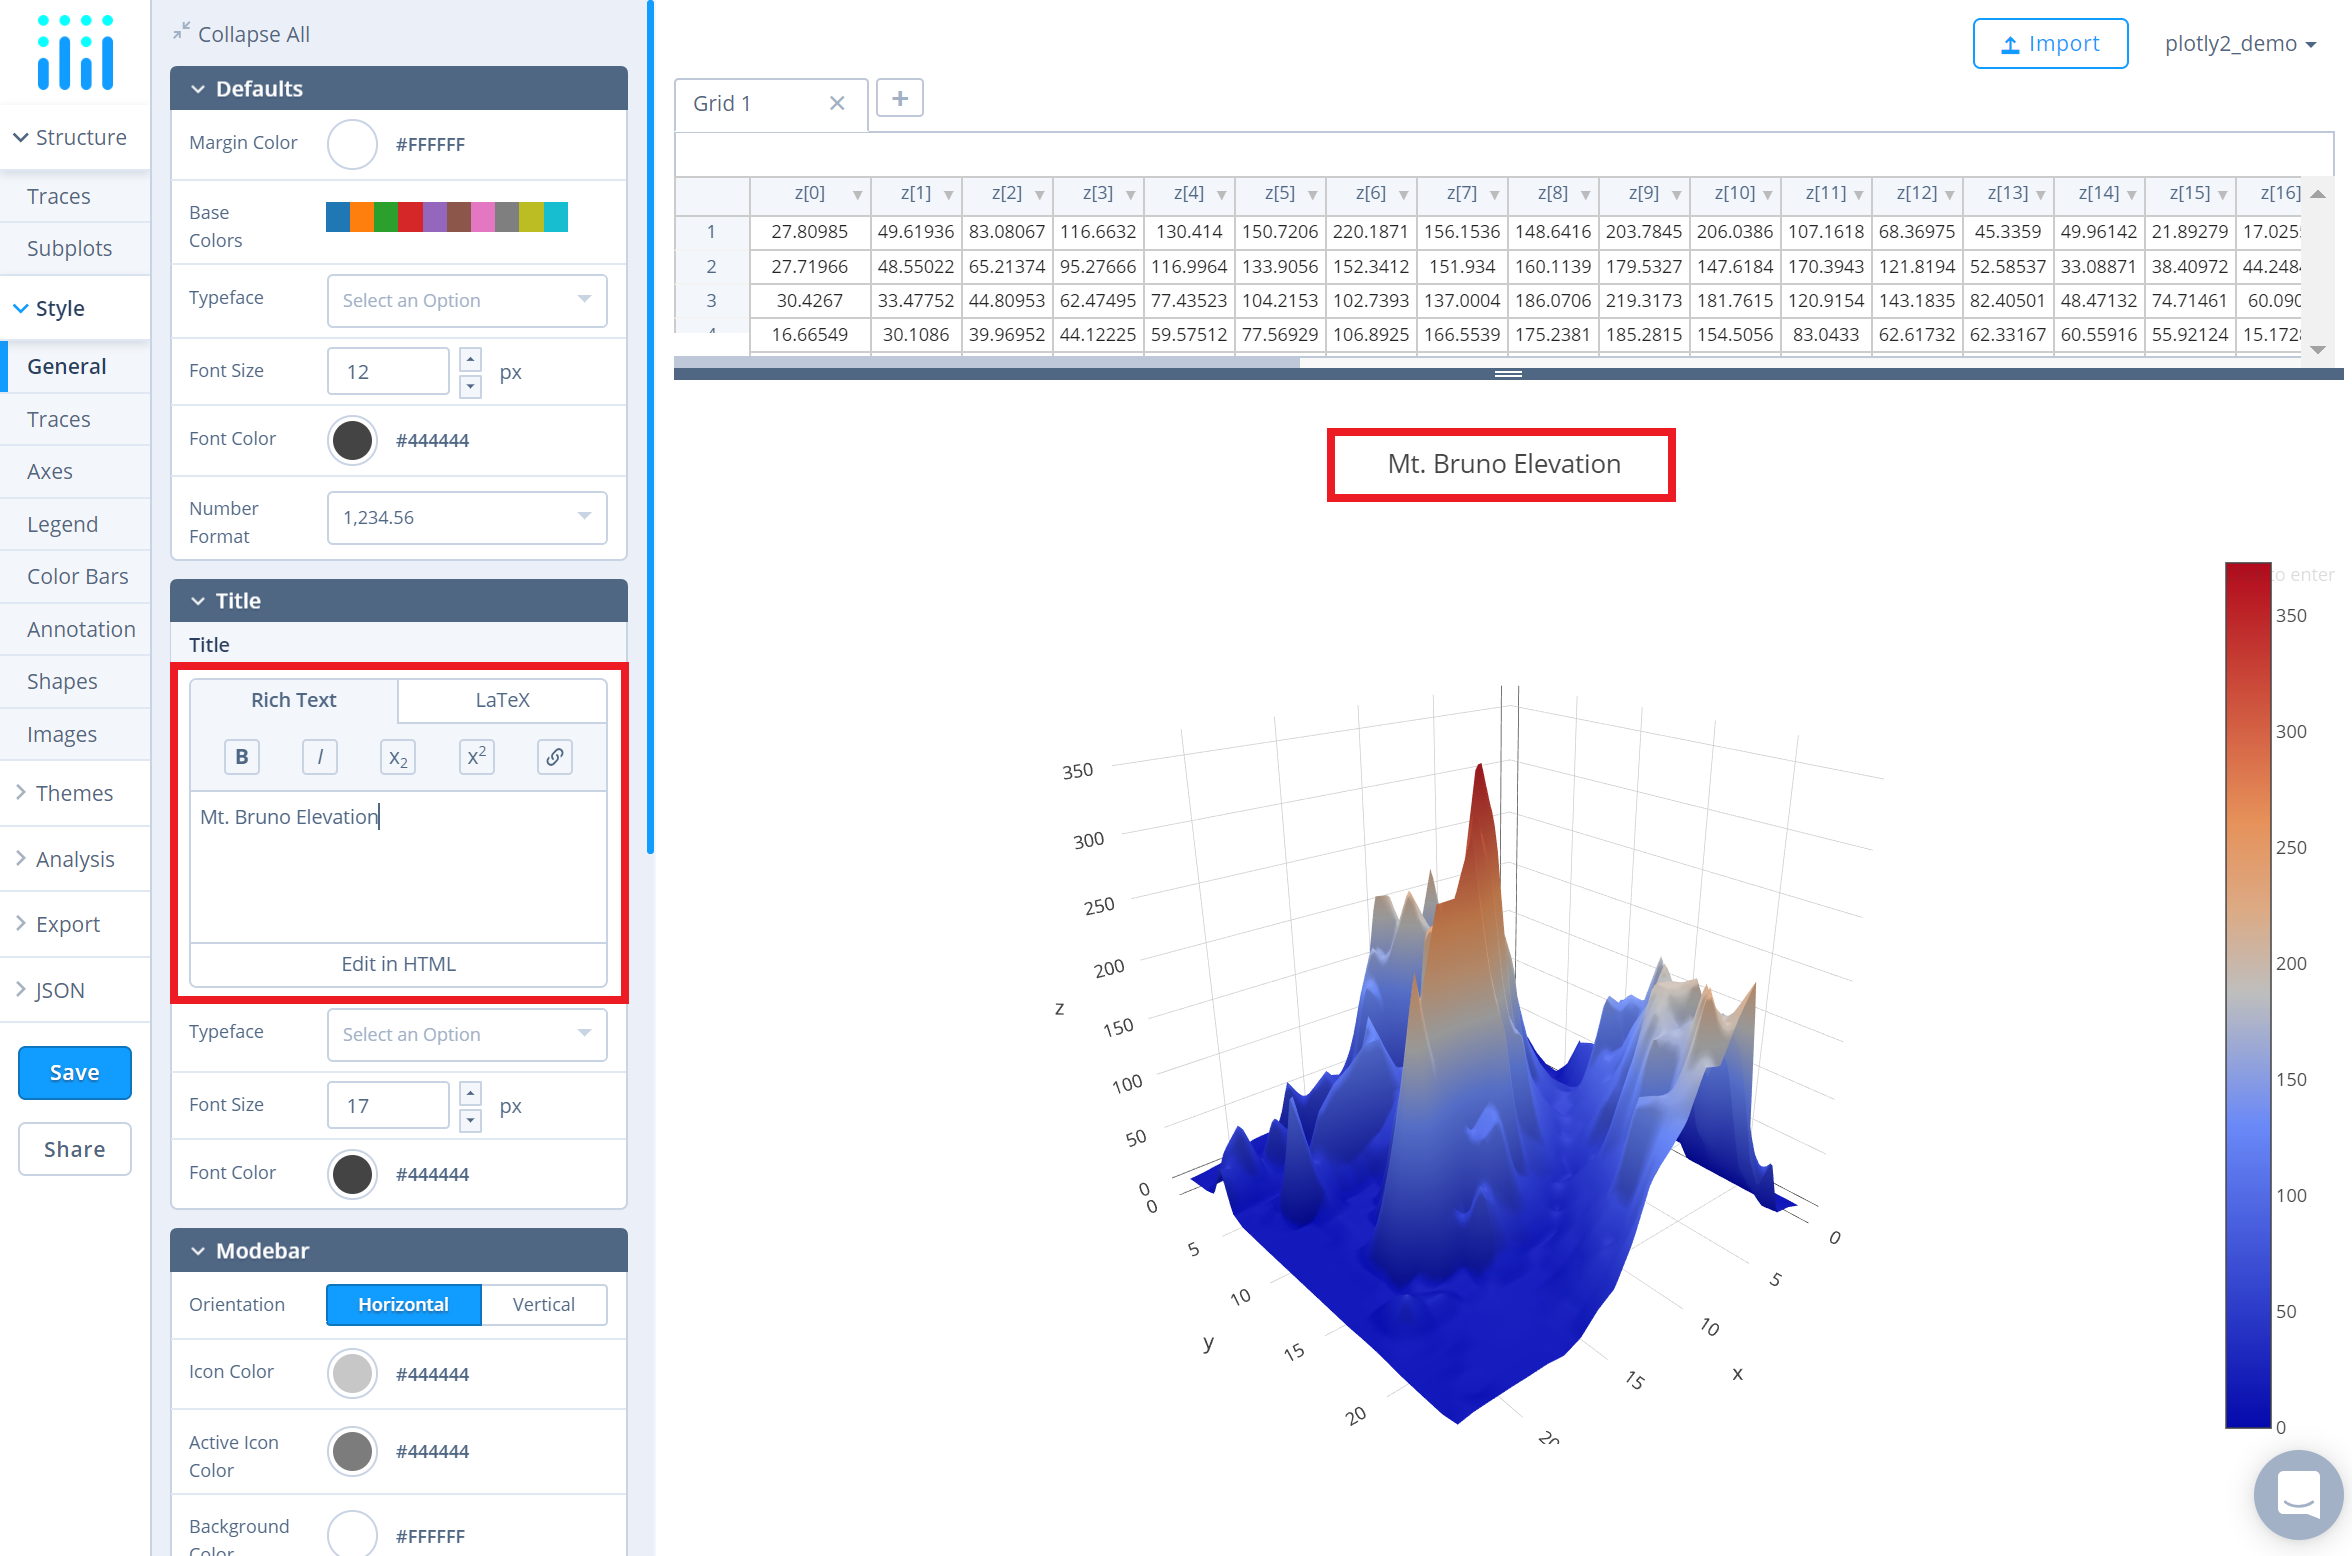 Collapse All
Structure
Traces
Subplots
Style
General
Traces
Axes
Legend
Color Bars
Annotation
Shapes
Images
Themes
Analysis
Export
JSON
Save
Share
Defaults
Margin Color #FFFFFF
Base Colors
Typeface Select an Option
Font Size 12 px
Font Color #444444
Number Format 1,234.56
Title
Title
Rich Text LaTeX
B I x2 x2
Mt. Bruno Elevation
Edit in HTML
Typeface Select an Option
Font Size 17 px
Font Color #444444
Modebar
Orientation Horizontal Vertical
Icon Color #444444
Active Icon Color #444444
Background Color #FFFFFF
Import plotly2_demo
Grid 1 +
z[0] z[1] z[2] z[3] z[4] z[5] z[6] z[7] z[8] z[9] z[10] z[11] z[12] z[13] z[14] z[15] z[16]
1 27.80985 49.61936 83.08067 116.6632 130.414 150.7206 220.1871 156.1536 148.6416 203.7845 206.0386 107.1618 68.36975 45.3359 49.96142 21.89279 17.025
2 27.71966 48.55022 65.21374 95.27666 116.9964 133.9056 152.3412 151.934 160.1139 179.5327 147.6184 170.3943 121.8194 52.58537 33.08871 38.40972 44.248
3 30.4267 33.47752 44.80953 62.47495 77.43523 104.2153 102.7393 137.0004 186.0706 219.3173 181.7615 120.9154 143.1835 82.40501 48.47132 74.71461 60.090
4 16.66549 30.1086 39.96952 44.12225 59.57512 77.56929 106.8925 166.5539 175.2381 185.2815 154.5056 83.0433 62.61732 62.33167 60.55916 55.92124 15.172
Mt. Bruno Elevation
to enter
350
300
250
200
150
100
50
0
z
350
300
250
200
150
100
50
0
0
5
10
15
20
y
0
5
10
15
20
x